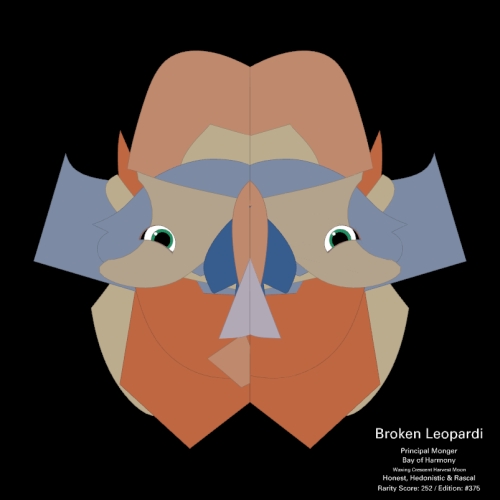 Broken Leopardi
Principal Monger
Bay of Harmony
Waxing Crescent Harvest Moon
Honest, Hedonistic & Rascal
Rarity Score: 252 / Edition: #375